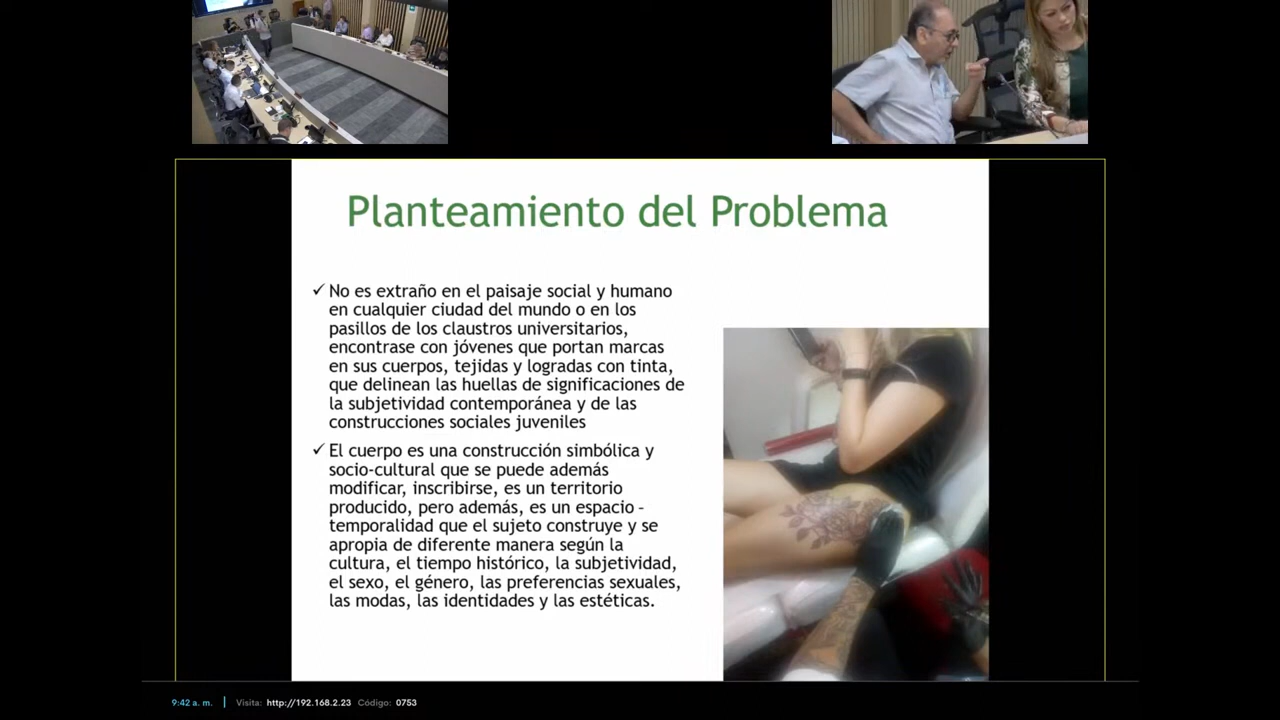 Planteamiento del Problema
✓ No es extraño en el paisaje social y humano
en cualquier ciudad del mundo o en los
pasillos de los claustros universitarios,
encontrase con jóvenes que portan marcas
en sus cuerpos, tejidas y logradas con tinta,
que delinean las huellas de significaciones de
la subjetividad contemporánea y de las
construcciones sociales juveniles
✓ El cuerpo es una construcción simbólica y
socio-cultural que se puede además
modificar, inscribirse, es un territorio
producido, pero además, es un espacio –
temporalidad que el sujeto construye y se
apropia de diferente manera según la
cultura, el tiempo histórico, la subjetividad,
el sexo, el género, las preferencias sexuales,
las modas, las identidades y las estéticas.
9:42 a. m. | Visita: http://192.168.2.23 Código: 0753